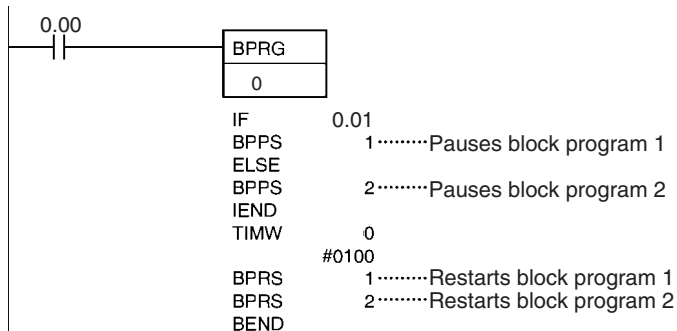 0.00
BPRG
0
IF 0.01
BPPS 1 ········· Pauses block program 1
ELSE
BPPS 2 ········· Pauses block program 2
IEND
TIMW 0
#0100
BPRS 1 ········· Restarts block program 1
BPRS 2 ········· Restarts block program 2
BEND